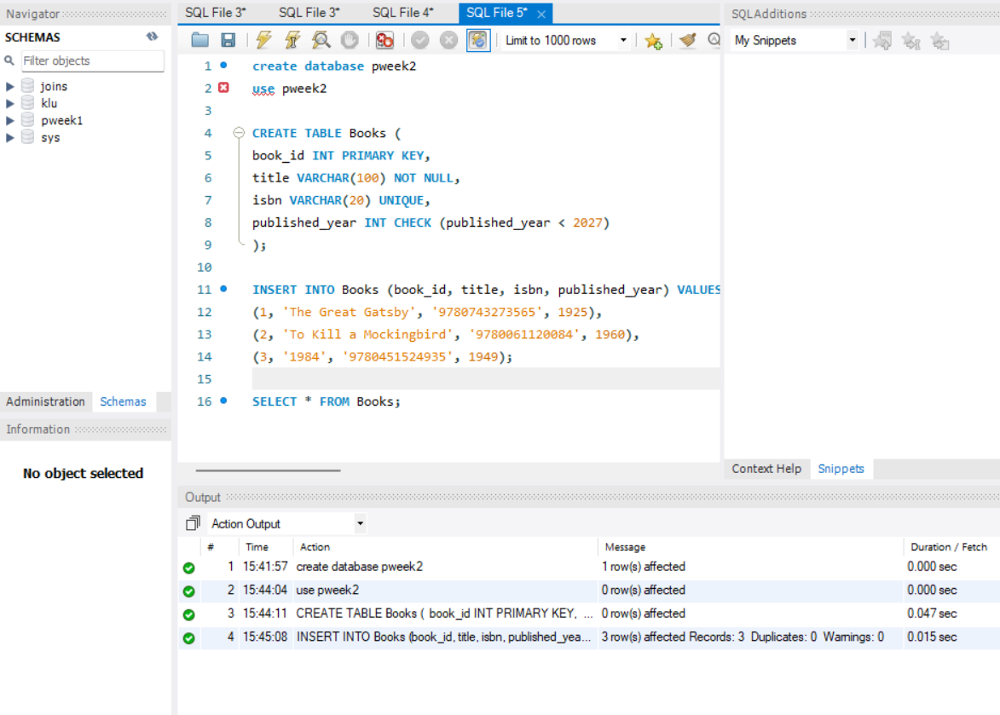 Navigator
SCHEMAS
Filter objects
joins
klu
pweek1
sys
Administration Schemas
Information
No object selected
SQL File 3* SQL File 3* SQL File 4* SQL File 5*
Limit to 1000 rows
1 create database pweek2
2 use pweek2
3
4 CREATE TABLE Books (
5 book_id INT PRIMARY KEY,
6 title VARCHAR(100) NOT NULL,
7 isbn VARCHAR(20) UNIQUE,
8 published_year INT CHECK (published_year < 2027)
9 );
10
11 INSERT INTO Books (book_id, title, isbn, published_year) VALUES
12 (1, 'The Great Gatsby', '9780743273565', 1925),
13 (2, 'To Kill a Mockingbird', '9780061120084', 1960),
14 (3, '1984', '9780451524935', 1949);
15
16 SELECT * FROM Books;
SQLAdditions
My Snippets
Context Help Snippets
Output
Action Output
# Time Action Message Duration / Fetch
1 15:41:57 create database pweek2 1 row(s) affected 0.000 sec
2 15:44:04 use pweek2 0 row(s) affected 0.000 sec
3 15:44:11 CREATE TABLE Books ( book_id INT PRIMARY KEY, ... 0 row(s) affected 0.047 sec
4 15:45:08 INSERT INTO Books (book_id, title, isbn, published_yea... 3 row(s) affected Records: 3 Duplicates: 0 Warnings: 0 0.015 sec